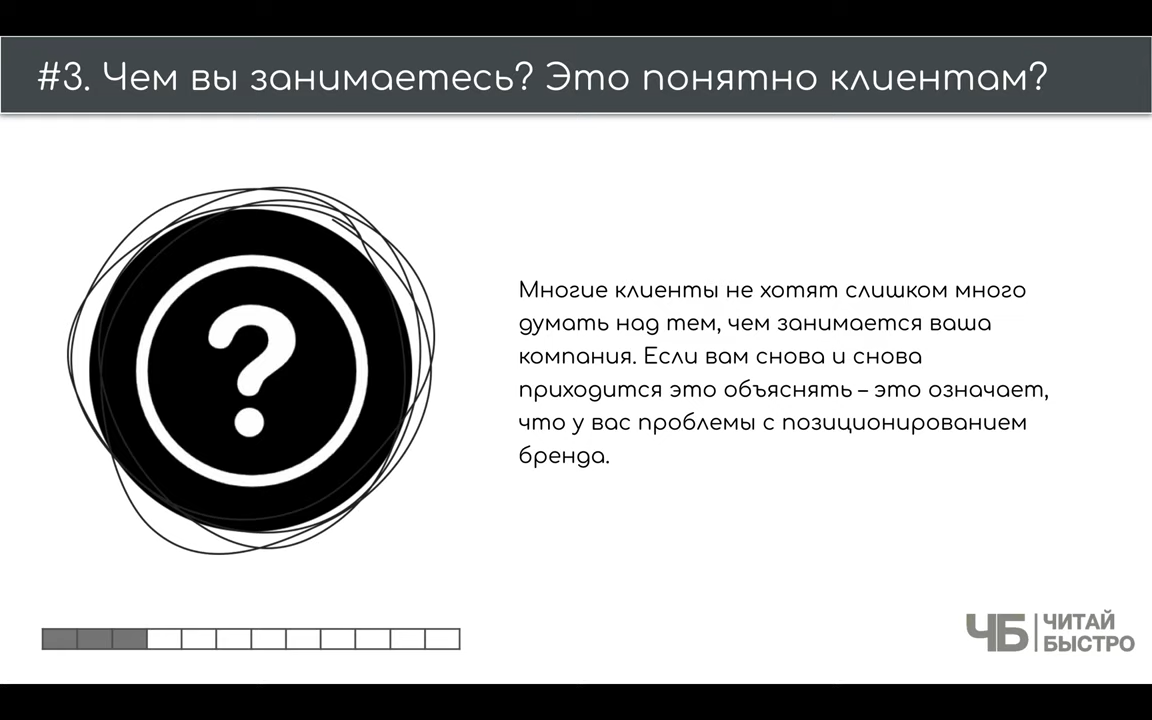 #3. Чем вы занимаетесь? Это понятно клиентам?
?
Многие клиенты не хотят слишком много
думать над тем, чем занимается ваша
компания. Если вам снова и снова
приходится это объяснять – это означает,
что у вас проблемы с позиционированием
бренда.
ЧБ
ЧИТАЙ
БЫСТРО